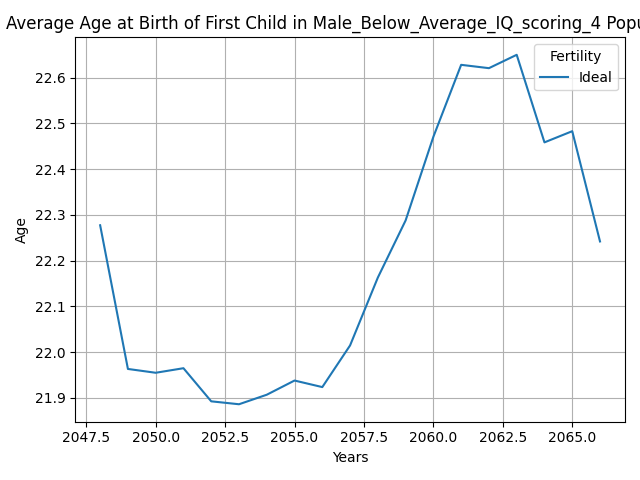 Average Age at Birth of First Child in Male_Below_Average_IQ_scoring_4
Fertility
Ideal
22.6
22.5
22.4
22.3
22.2
22.1
22.0
21.9
Age
2047.5 2050.0 2052.5 2055.0 2057.5 2060.0 2062.5 2065.0
Years